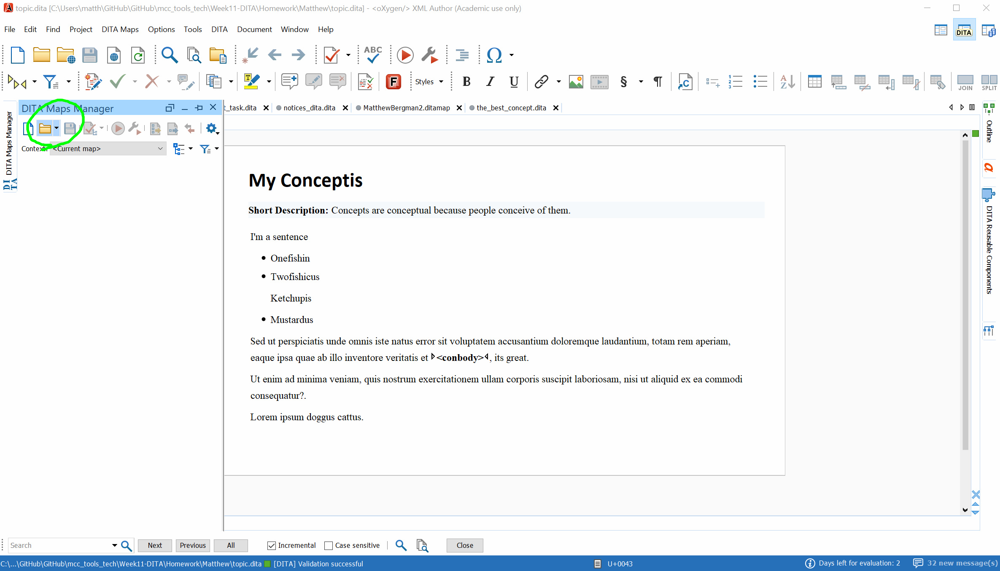 topic.dita [C:\Users\matth\GitHub\GitHub\mcc_tools_tech\Week11-DITA\Homework\Matthew\topic.dita] - <oXygen/> XML Author (Academic use only)
File Edit Find Project DITA Maps Options Tools DITA Document Window Help
DITA
ABC
Styles
B I U
JOIN SPLIT
DITA Maps Manager
t_task.dita notices_dita.dita MatthewBergman2.ditamap the_best_concept.dita
DITA Maps Manager
DITA
Context: <Current map>
Outline
DITA Reusable Components
My Conceptis
Short Description: Concepts are conceptual because people conceive of them.
I'm a sentence
Onefishin
Twofishicus
Ketchupis
Mustardus
Sed ut perspiciatis unde omnis iste natus error sit voluptatem accusantium doloremque laudantium, totam rem aperiam,
eaque ipsa quae ab illo inventore veritatis et <conbody>, its great.
Ut enim ad minima veniam, quis nostrum exercitationem ullam corporis suscipit laboriosam, nisi ut aliquid ex ea commodi
consequatur?.
Lorem ipsum doggus cattus.
Search Next Previous All Incremental Case sensitive Close
C:\...\GitHub\GitHub\mcc_tools_tech\Week11-DITA\Homework\Matthew\topic.dita [DITA] Validation successful U+0043 Days left for evaluation: 2 32 new message(s)